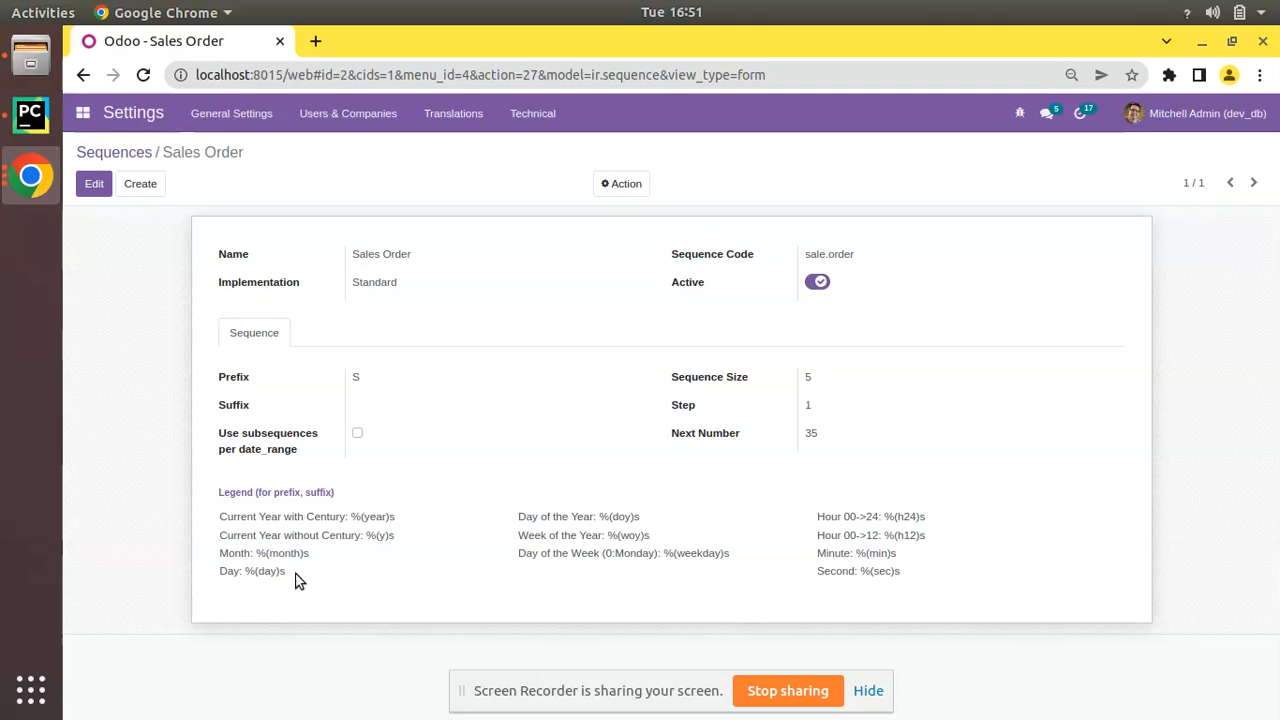 Activities
Google Chrome
Tue 16:51
?
Odoo - Sales Order
localhost:8015/web#id=2&cids=1&menu_id=4&action=27&model=ir.sequence&view_type=form
PC
Settings
General Settings
Users & Companies
Translations
Technical
5
17
Mitchell Admin (dev_db)
Sequences / Sales Order
Edit
Create
Action
1 / 1
Name
Sales Order
Sequence Code
sale.order
Implementation
Standard
Active
Sequence
Prefix
S
Sequence Size
5
Suffix
Step
1
Use subsequences
per date_range
Next Number
35
Legend (for prefix, suffix)
Current Year with Century: %(year)s
Day of the Year: %(doy)s
Hour 00->24: %(h24)s
Current Year without Century: %(y)s
Week of the Year: %(woy)s
Hour 00->12: %(h12)s
Month: %(month)s
Day of the Week (0:Monday): %(weekday)s
Minute: %(min)s
Day: %(day)s
Second: %(sec)s
Screen Recorder is sharing your screen.
Stop sharing
Hide